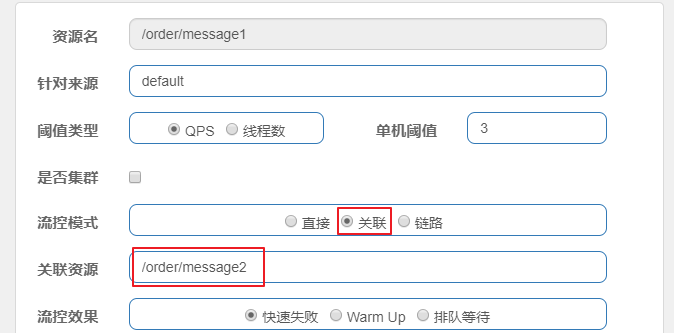 资源名 /order/message1
针对来源 default
阈值类型 QPS 线程数 单机阈值 3
是否集群
流控模式 直接 关联 链路
关联资源 /order/message2
流控效果 快速失败 Warm Up 排队等待